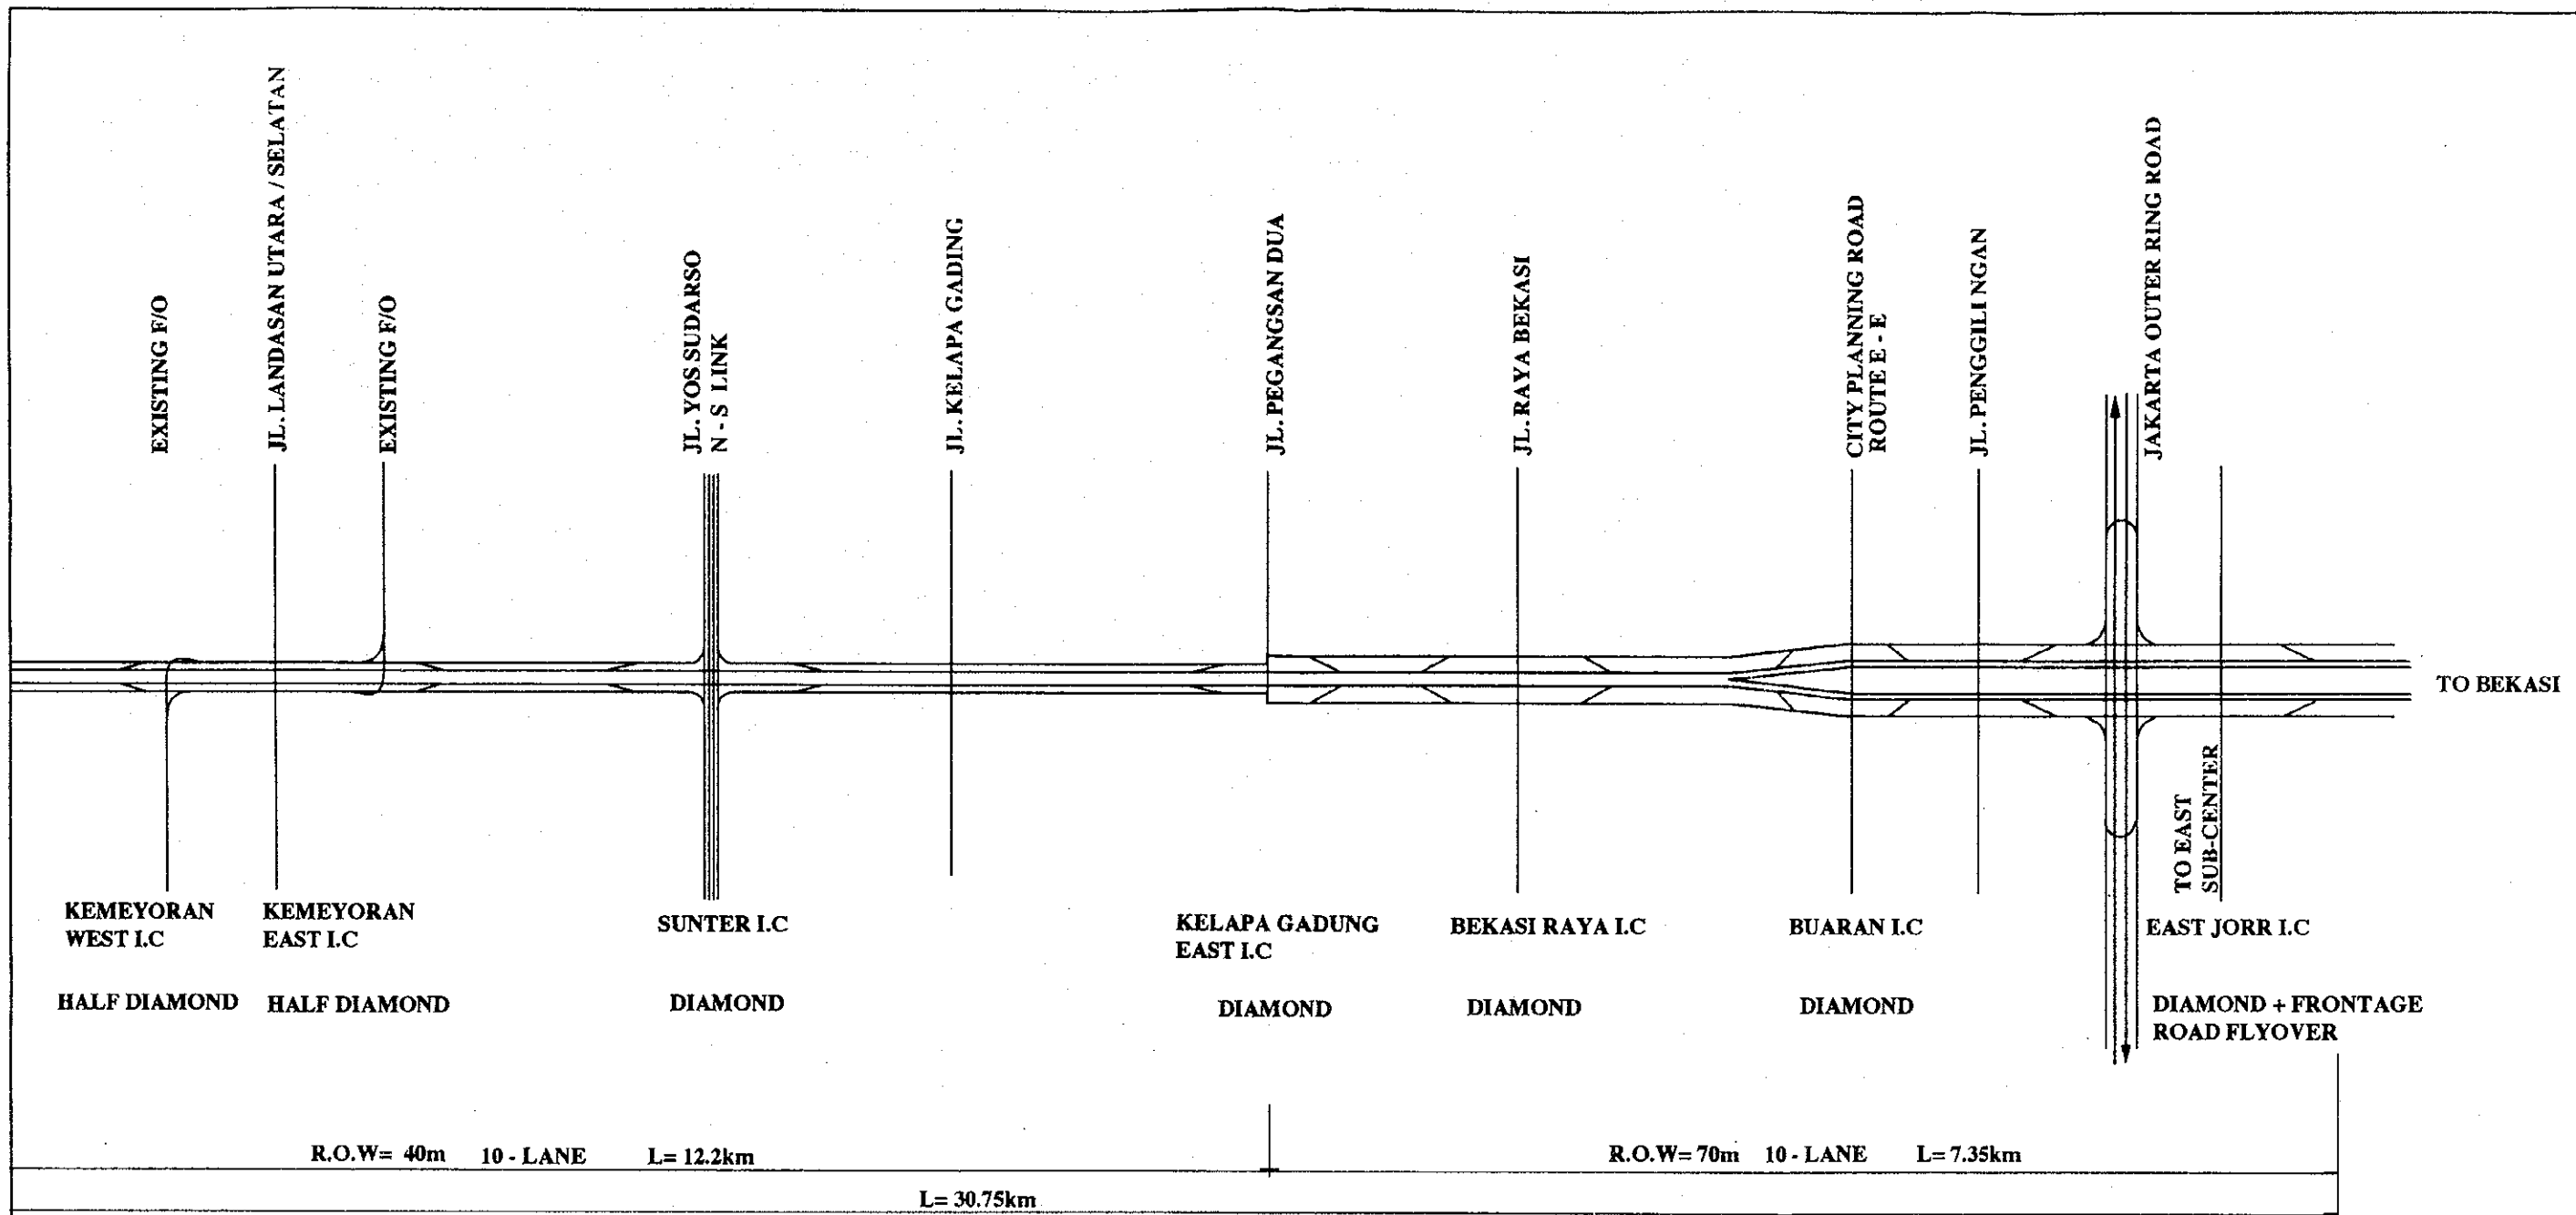 EXISTING F/O
JL. LANDASAN UTARA / SELATAN
EXISTING F/O
JL. YOS SUDARSO
N - S LINK
JL. KELAPA GADING
JL. PEGANGSAN DUA
JL. RAYA BEKASI
CITY PLANNING ROAD
ROUTE E - E
JL. PENGGILI NGAN
JAKARTA OUTER RING ROAD
TO BEKASI
TO EAST
SUB-CENTER
KEMEYORAN
WEST I.C
KEMEYORAN
EAST I.C
SUNTER I.C
KELAPA GADUNG
EAST I.C
BEKASI RAYA I.C
BUARAN I.C
EAST JORR I.C
HALF DIAMOND
HALF DIAMOND
DIAMOND
DIAMOND
DIAMOND
DIAMOND
DIAMOND + FRONTAGE
ROAD FLYOVER
R.O.W= 40m 10 - LANE L= 12.2km
R.O.W= 70m 10 - LANE L= 7.35km
L= 30.75km